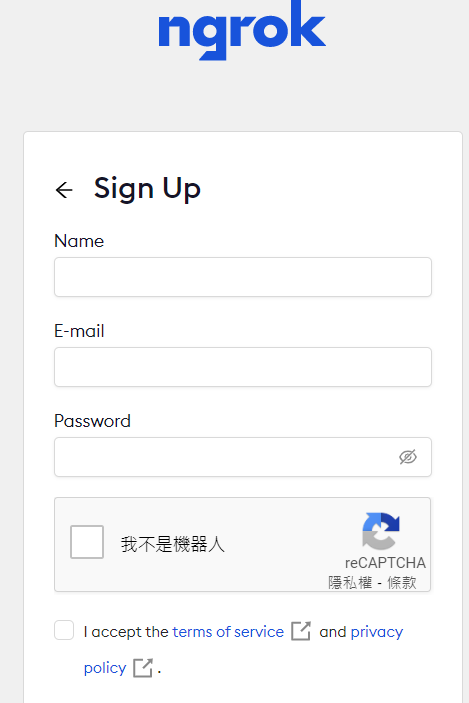 ngrok
Sign Up
Name
E-mail
Password
我不是機器人
reCAPTCHA
隱私權 - 條款
I accept the terms of service and privacy
policy .